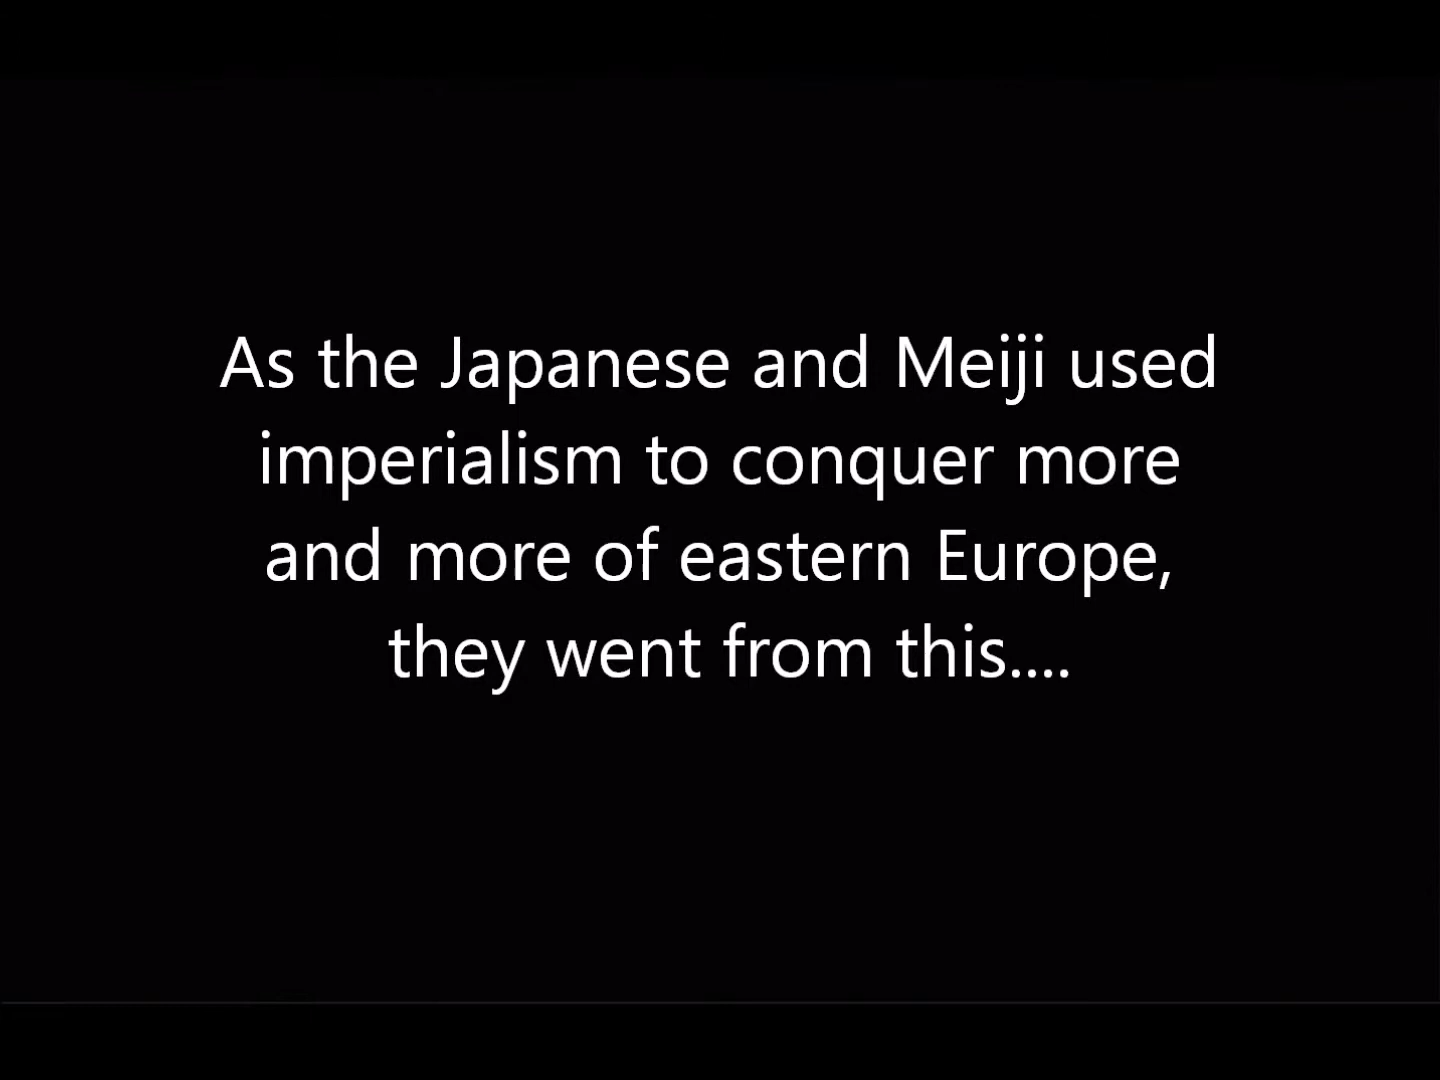 As the Japanese and Meiji used
imperialism to conquer more
and more of eastern Europe,
they went from this....